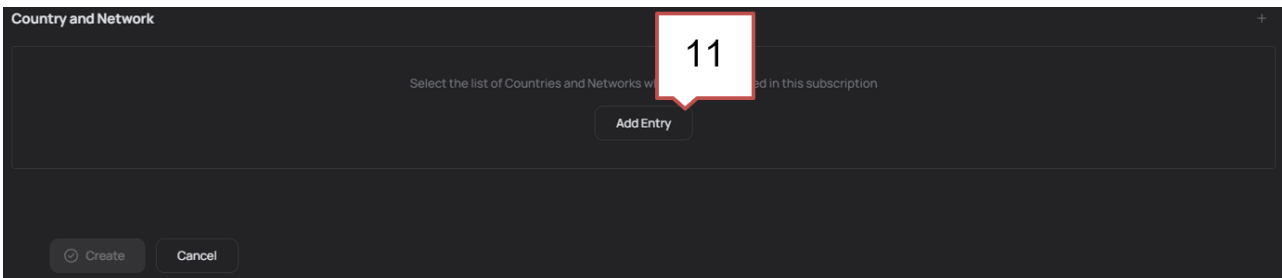 Country and Network
11
Select the list of Countries and Networks in this subscription
Add Entry
Create
Cancel